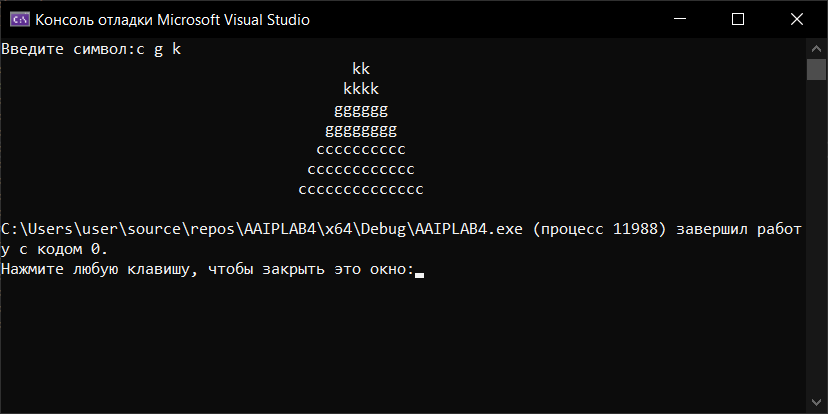 Консоль отладки Microsoft Visual Studio
Введите символ:c g k
kk
kkkk
gggggg
gggggggg
cccccccccc
cccccccccccc
cccccccccccccc
C:\Users\user\source\repos\AAIPLAB4\x64\Debug\AAIPLAB4.exe (процесс 11988) завершил работ
у с кодом 0.
Нажмите любую клавишу, чтобы закрыть это окно: